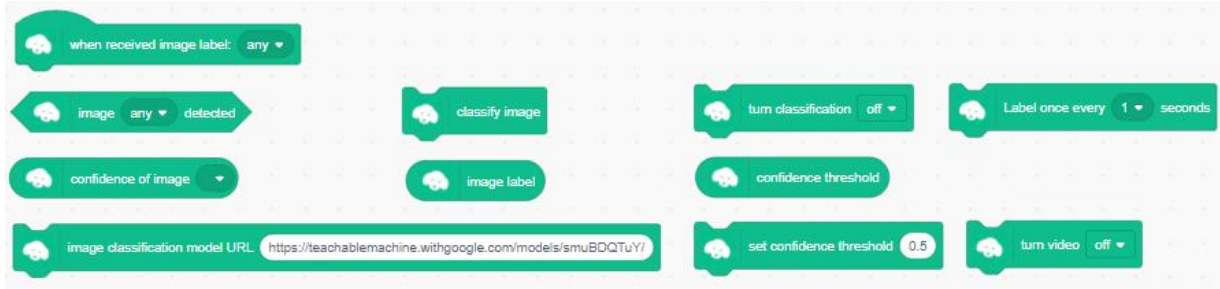 when received image label: any
image any detected
classify image
turn classification off
Label once every 1 seconds
confidence of image
image label
confidence threshold
image classification model URL https://teachablemachine.withgoogle.com/models/smuBDQTuY/
set confidence threshold 0.5
turn video off